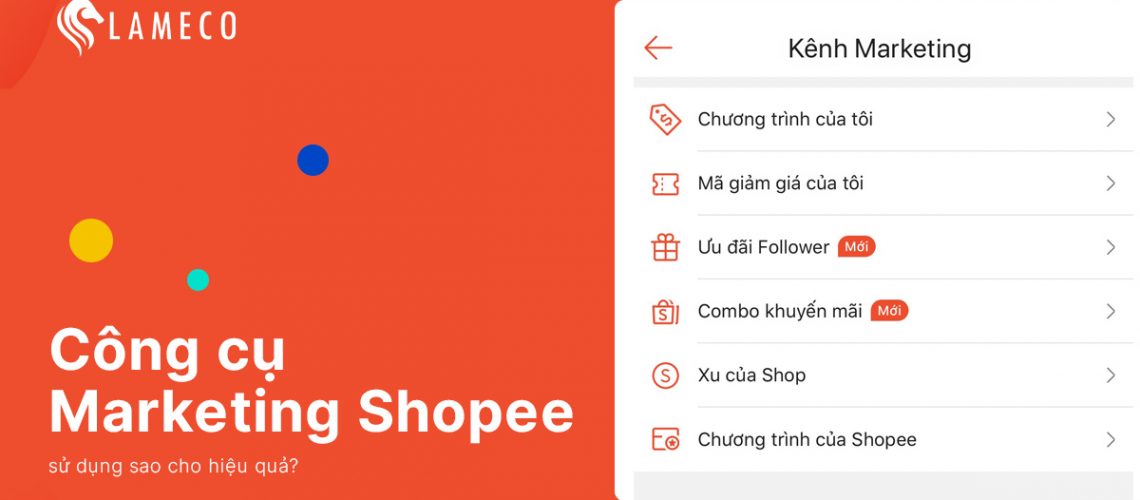 LAMECO
Công cụ
Marketing Shopee
sử dụng sao cho hiệu quả?
Kênh Marketing
Chương trình của tôi
Mã giảm giá của tôi
Ưu đãi Follower Mới
Combo khuyến mãi Mới
Xu của Shop
Chương trình của Shopee